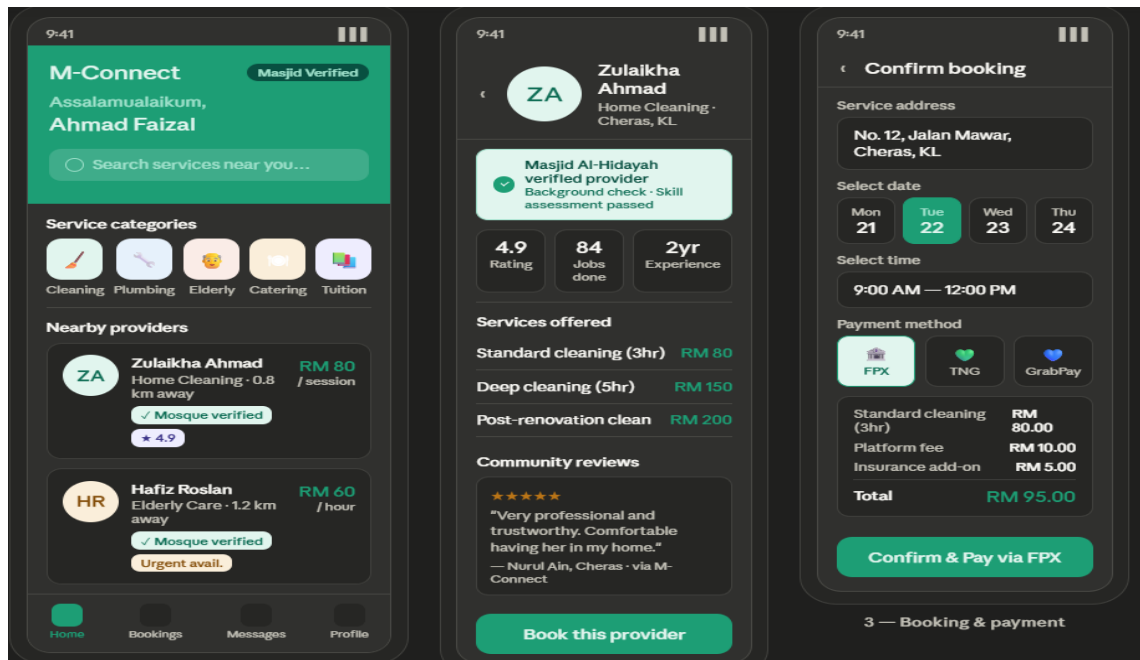 9:41
M-Connect
Masjid Verified
Assalamualaikum,
Ahmad Faizal
Search services near you...
Service categories
Cleaning Plumbing Elderly Catering Tuition
Nearby providers
ZA
Zulaikha Ahmad
Home Cleaning · 0.8
km away
RM 80
/ session
✓ Mosque verified
★ 4.9
HR
Hafiz Roslan
Elderly Care · 1.2 km
away
RM 60
/ hour
✓ Mosque verified
Urgent avail.
Home Bookings Messages Profile
9:41
‹
ZA
Zulaikha
Ahmad
Home Cleaning ·
Cheras, KL
Masjid Al-Hidayah
verified provider
Background check · Skill
assessment passed
4.9
Rating
84
Jobs
done
2yr
Experience
Services offered
Standard cleaning (3hr) RM 80
Deep cleaning (5hr) RM 150
Post-renovation clean RM 200
Community reviews
★★★★★
"Very professional and
trustworthy. Comfortable
having her in my home."
— Nurul Ain, Cheras · via M-
Connect
Book this provider
9:41
‹ Confirm booking
Service address
No. 12, Jalan Mawar,
Cheras, KL
Select date
Mon
21
Tue
22
Wed
23
Thu
24
Select time
9:00 AM — 12:00 PM
Payment method
FPX
TNG
GrabPay
Standard cleaning
(3hr)
RM
80.00
Platform fee RM 10.00
Insurance add-on RM 5.00
Total RM 95.00
Confirm & Pay via FPX
3 — Booking & payment